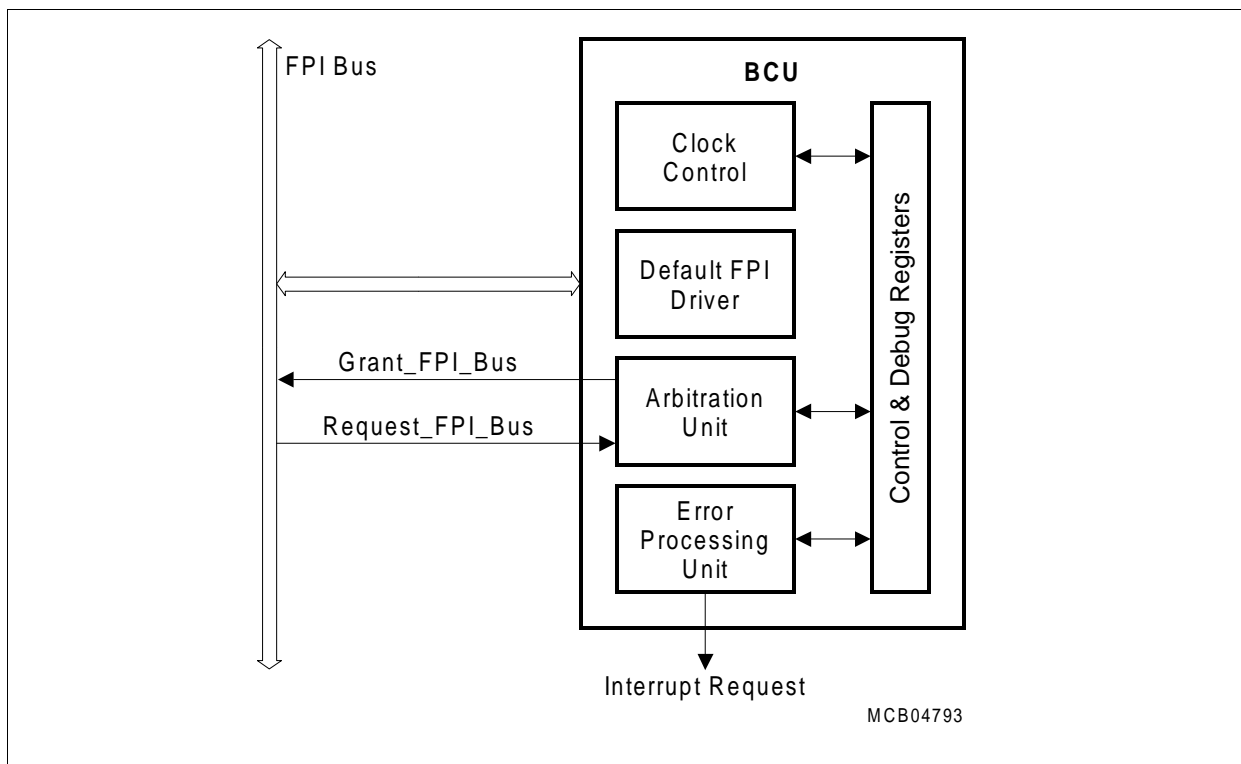 FPI Bus
BCU
Clock
Control
Default FPI
Driver
Grant_FPI_Bus
Request_FPI_Bus
Arbitration
Unit
Error
Processing
Unit
Control & Debug Registers
Interrupt Request
MCB04793